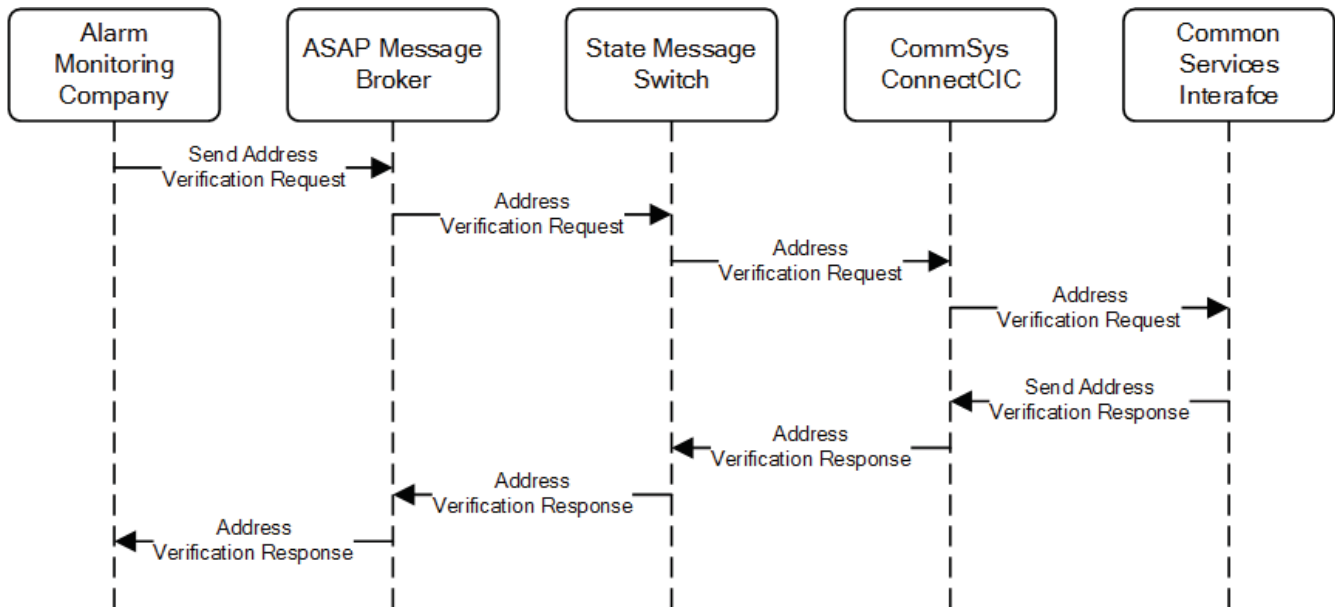 Alarm
Monitoring
Company
ASAP Message
Broker
State Message
Switch
CommSys
ConnectCIC
Common
Services
Interafce
Send Address
Verification Request
Address
Verification Request
Address
Verification Request
Address
Verification Request
Send Address
Verification Response
Address
Verification Response
Address
Verification Response
Address
Verification Response